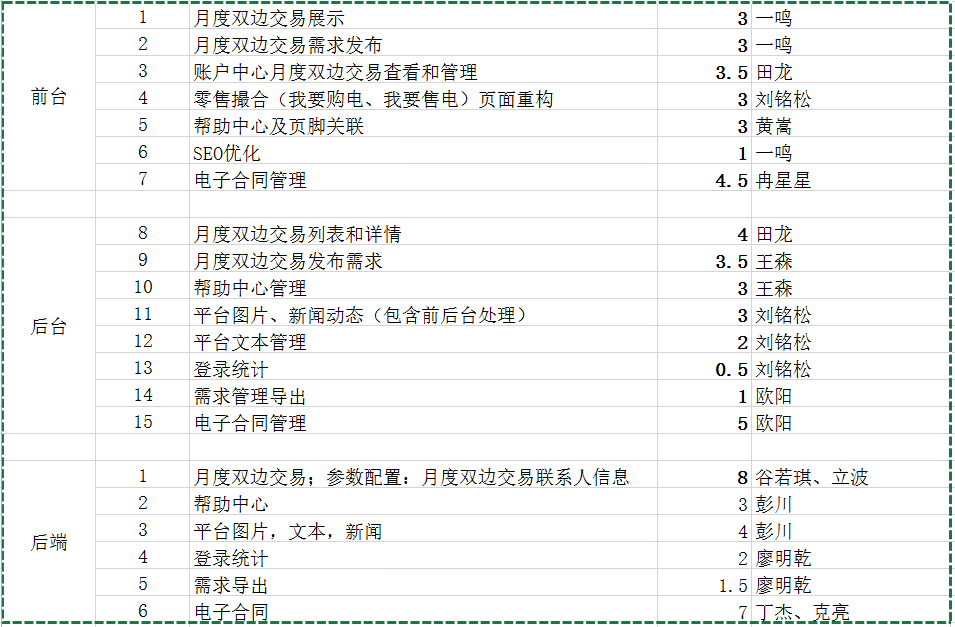 前台
1 月度双边交易展示 3 一鸣
2 月度双边交易需求发布 3 一鸣
3 账户中心月度双边交易查看和管理 3.5 田龙
4 零售撮合（我要购电、我要售电）页面重构 3 刘铭松
5 帮助中心及页脚关联 3 黄嵩
6 SEO优化 1 一鸣
7 电子合同管理 4.5 冉星星
后台
8 月度双边交易列表和详情 4 田龙
9 月度双边交易发布需求 3.5 王森
10 帮助中心管理 3 王森
11 平台图片、新闻动态（包含前后台处理） 3 刘铭松
12 平台文本管理 2 刘铭松
13 登录统计 0.5 刘铭松
14 需求管理导出 1 欧阳
15 电子合同管理 5 欧阳
后端
1 月度双边交易；参数配置：月度双边交易联系人信息 8 谷若琪、立波
2 帮助中心 3 彭川
3 平台图片，文本，新闻 4 彭川
4 登录统计 2 廖明乾
5 需求导出 1.5 廖明乾
6 电子合同 7 丁杰、克亮